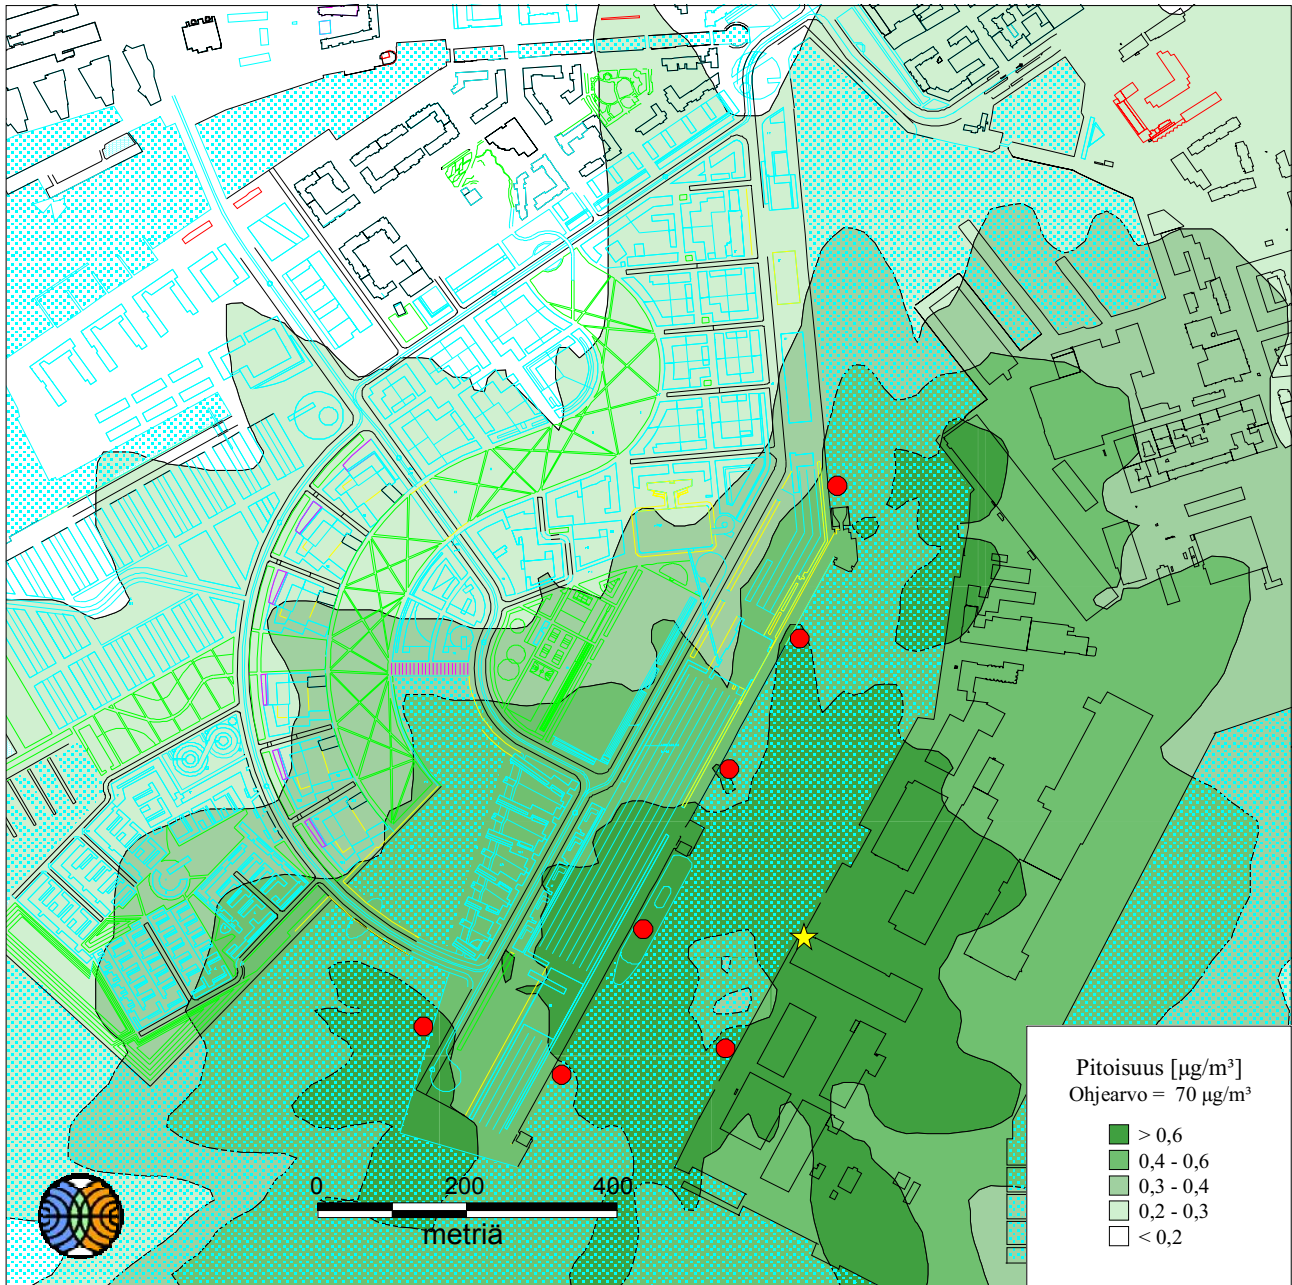 Pitoisuus [µg/m³]
Ohjearvo = 70 µg/m³
> 0,6
0,4 - 0,6
0,3 - 0,4
0,2 - 0,3
< 0,2
0 200 400
metriä